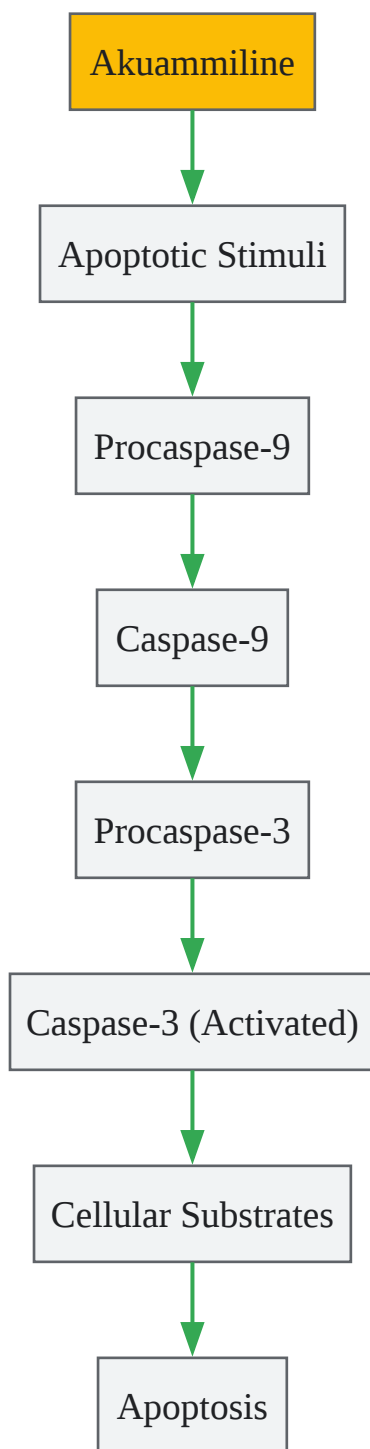 Akuammiline
Apoptotic Stimuli
Procaspase-9
Caspase-9
Procaspase-3
Caspase-3 (Activated)
Cellular Substrates
Apoptosis